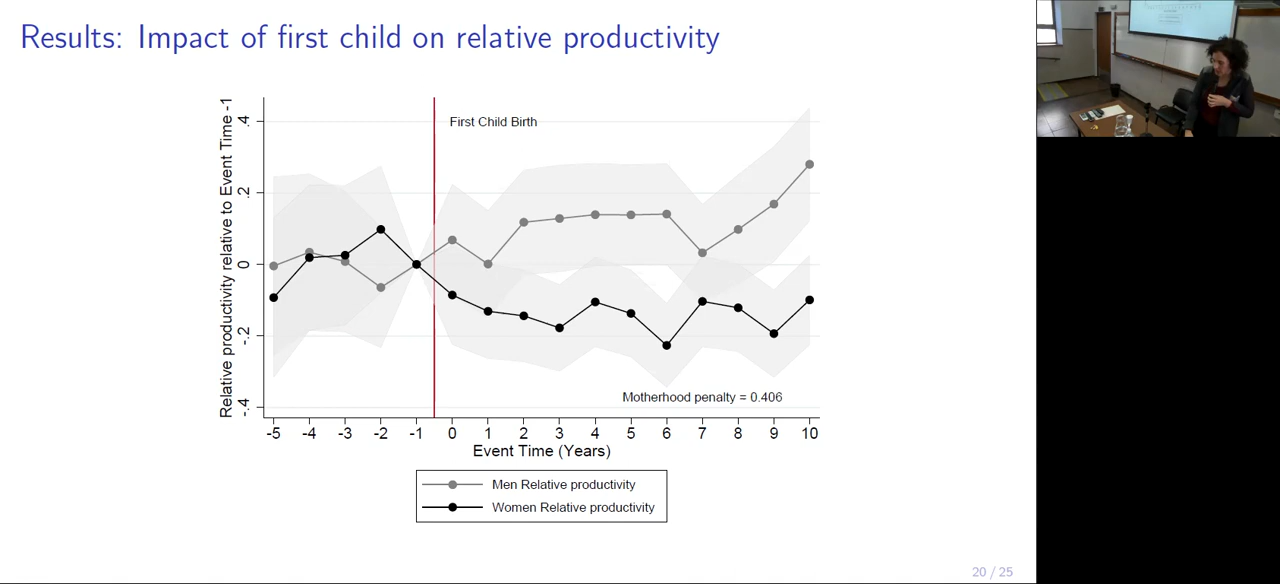 Results: Impact of first child on relative productivity
Relative productivity relative to Event Time -1
.4
.2
0
-.2
-.4
First Child Birth
Motherhood penalty = 0.406
-5 -4 -3 -2 -1 0 1 2 3 4 5 6 7 8 9 10
Event Time (Years)
Men Relative productivity
Women Relative productivity
20 / 25